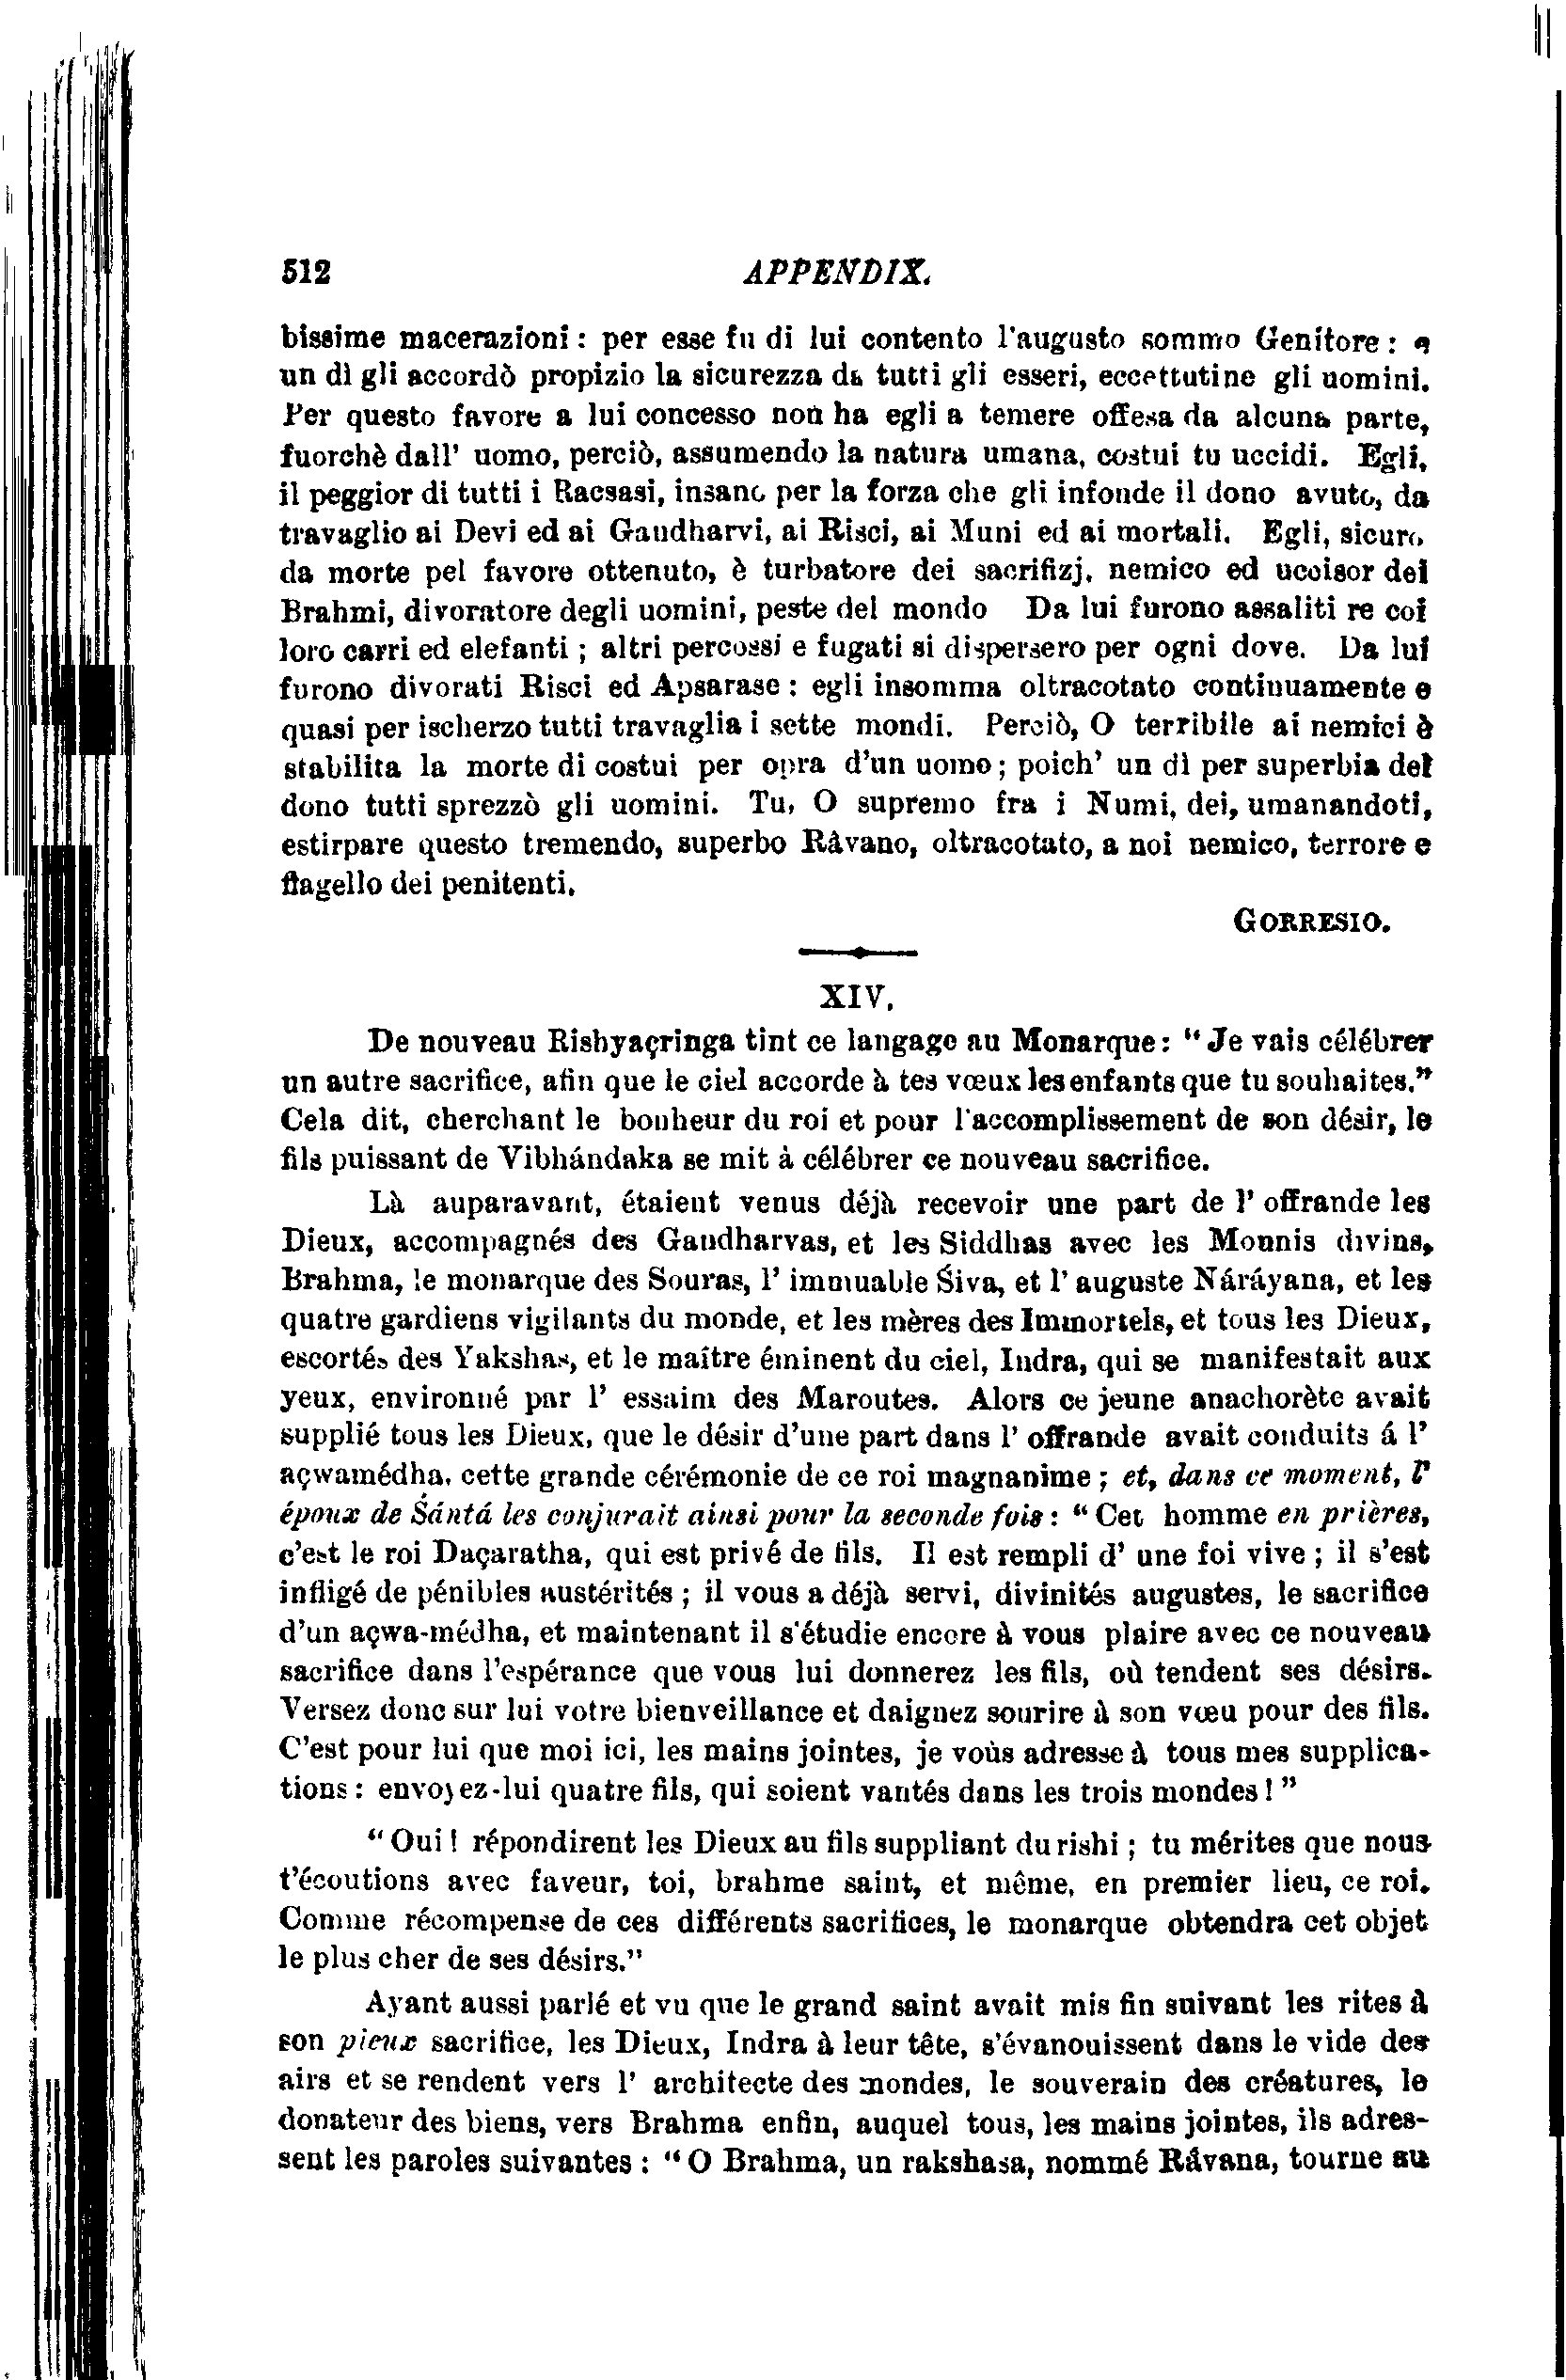 512 APPENDIX.
bissime macerazioni : per esse fu di lui contento l'augusto sommo Genitore : e
un dì gli accordò propizio la sicurezza da tutti gli esseri, eccettutine gli uomini.
Per questo favore a lui concesso non ha egli a temere offesa da alcuna parte,
fuorchè dall' uomo, perciò, assumendo la natura umana, costui tu uccidi. Egli,
il peggior di tutti i Racsasi, insano per la forza che gli infonde il dono avuto, da
travaglio ai Devi ed ai Gandharvi, ai Risci, ai Muni ed ai mortali. Egli, sicuro
da morte pel favore ottenuto, è turbatore dei sacrifizj, nemico ed uccisor dei
Brahmi, divoratore degli uomini, peste del mondo Da lui furono assaliti re coi
loro carri ed elefanti ; altri percossi e fugati si dispersero per ogni dove. Da lui
furono divorati Risci ed Apsarase : egli insomma oltracotato continuamente e
quasi per ischerzo tutti travaglia i sette mondi. Perciò, O terribile ai nemici è
stabilita la morte di costui per opra d'un uomo ; poich' un dì per superbia del
dono tutti sprezzò gli uomini. Tu, O supremo fra i Numi, dei, umanandoti,
estirpare questo tremendo, superbo Râvano, oltracotato, a noi nemico, terrore e
flagello dei penitenti.
GORRESIO.
XIV.
De nouveau Rishyaçringa tint ce langage au Monarque : “ Je vais célébrer
un autre sacrifice, afin que le ciel accorde à tes vœux les enfants que tu souhaites.”
Cela dit, cherchant le bonheur du roi et pour l'accomplissement de son désir, le
fils puissant de Vibhándaka se mit à célébrer ce nouveau sacrifice.
Là auparavant, étaient venus déjà recevoir une part de l' offrande les
Dieux, accompagnés des Gandharvas, et les Siddhas avec les Mounis divins,
Brahma, le monarque des Souras, l' immuable Śiva, et l' auguste Náráyana, et les
quatre gardiens vigilants du monde, et les mères des Immortels, et tous les Dieux,
escortés des Yakshas, et le maître éminent du ciel, Indra, qui se manifestait aux
yeux, environné par l' essaim des Maroutes. Alors ce jeune anachorète avait
supplié tous les Dieux, que le désir d'une part dans l' offrande avait conduits á l'
açwamédha, cette grande cérémonie de ce roi magnanime ; et, dans ce moment, l'
époux de Śántá les conjurait ainsi pour la seconde fois : “ Cet homme en prières,
c'est le roi Daçaratha, qui est privé de fils. Il est rempli d' une foi vive ; il s'est
infligé de pénibles austérités ; il vous a déjà servi, divinités augustes, le sacrifice
d'un açwa-médha, et maintenant il s'étudie encore à vous plaire avec ce nouveau
sacrifice dans l'espérance que vous lui donnerez les fils, où tendent ses désirs.
Versez donc sur lui votre bienveillance et daignez sourire à son vœu pour des fils.
C'est pour lui que moi ici, les mains jointes, je voùs adresse à tous mes supplica-
tions : envoyez-lui quatre fils, qui soient vantés dans les trois mondes ! ”
“ Oui ! répondirent les Dieux au fils suppliant du rishi ; tu mérites que nous
t'écoutions avec faveur, toi, brahme saint, et même, en premier lieu, ce roi.
Comme récompense de ces différents sacrifices, le monarque obtendra cet objet
le plus cher de ses désirs.”
Ayant aussi parlé et vu que le grand saint avait mis fin suivant les rites à
son pieux sacrifice, les Dieux, Indra à leur tête, s'évanouissent dans le vide des
airs et se rendent vers l' architecte des mondes, le souverain des créatures, le
donateur des biens, vers Brahma enfin, auquel tous, les mains jointes, ils adres-
sent les paroles suivantes : “ O Brahma, un rakshasa, nommé Râvana, tourne au